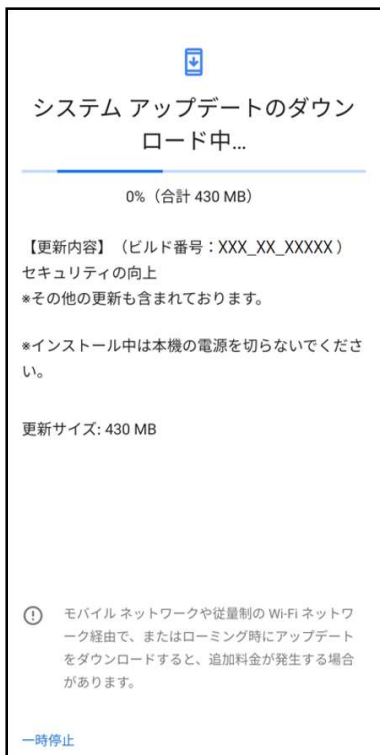 システム アップデートのダウン
ロード中...
0%（合計 430 MB）
【更新内容】（ビルド番号：XXX_XX_XXXXX）
セキュリティの向上
*その他の更新も含まれております。
*インストール中は本機の電源を切らないでくださ
い。
更新サイズ: 430 MB
モバイル ネットワークや従量制の Wi-Fi ネットワ
ーク経由で、またはローミング時にアップデート
をダウンロードすると、追加料金が発生する場合
があります。
一時停止